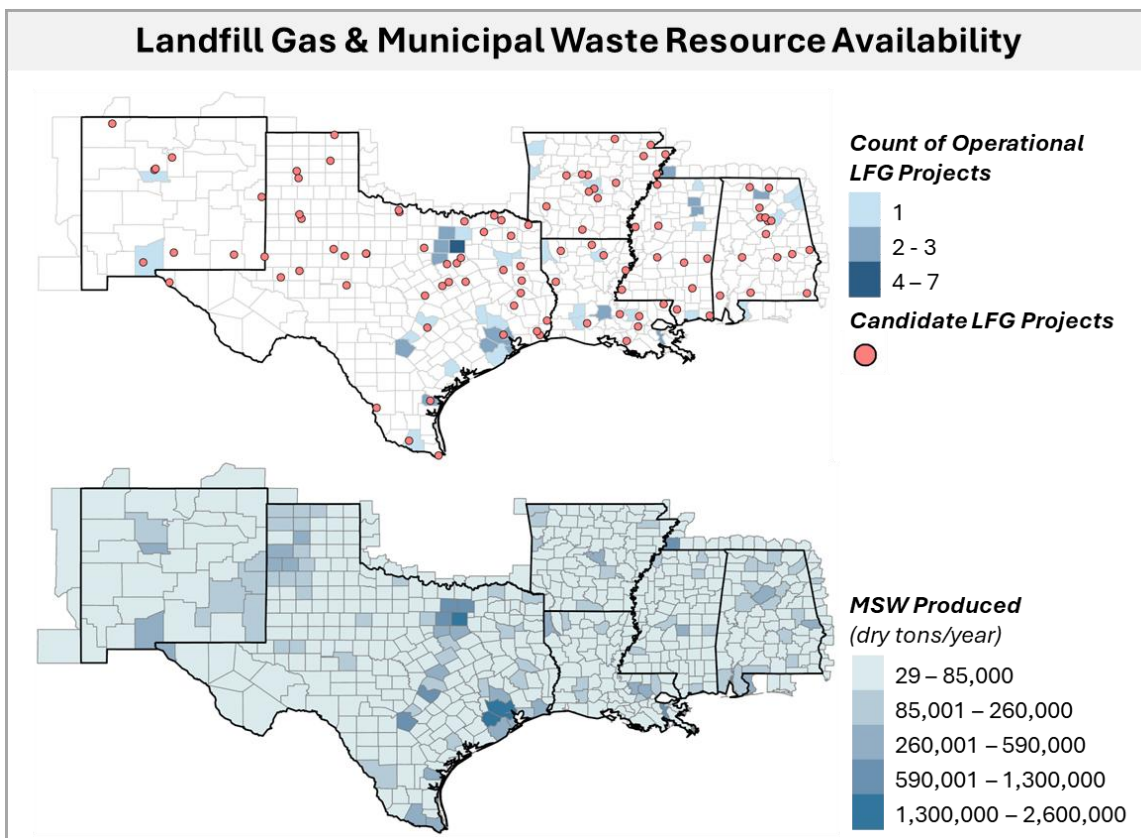 Landfill Gas & Municipal Waste Resource Availability
Count of Operational
LFG Projects
1
2 - 3
4 – 7
Candidate LFG Projects
MSW Produced
(dry tons/year)
29 – 85,000
85,001 – 260,000
260,001 – 590,000
590,001 – 1,300,000
1,300,000 – 2,600,000